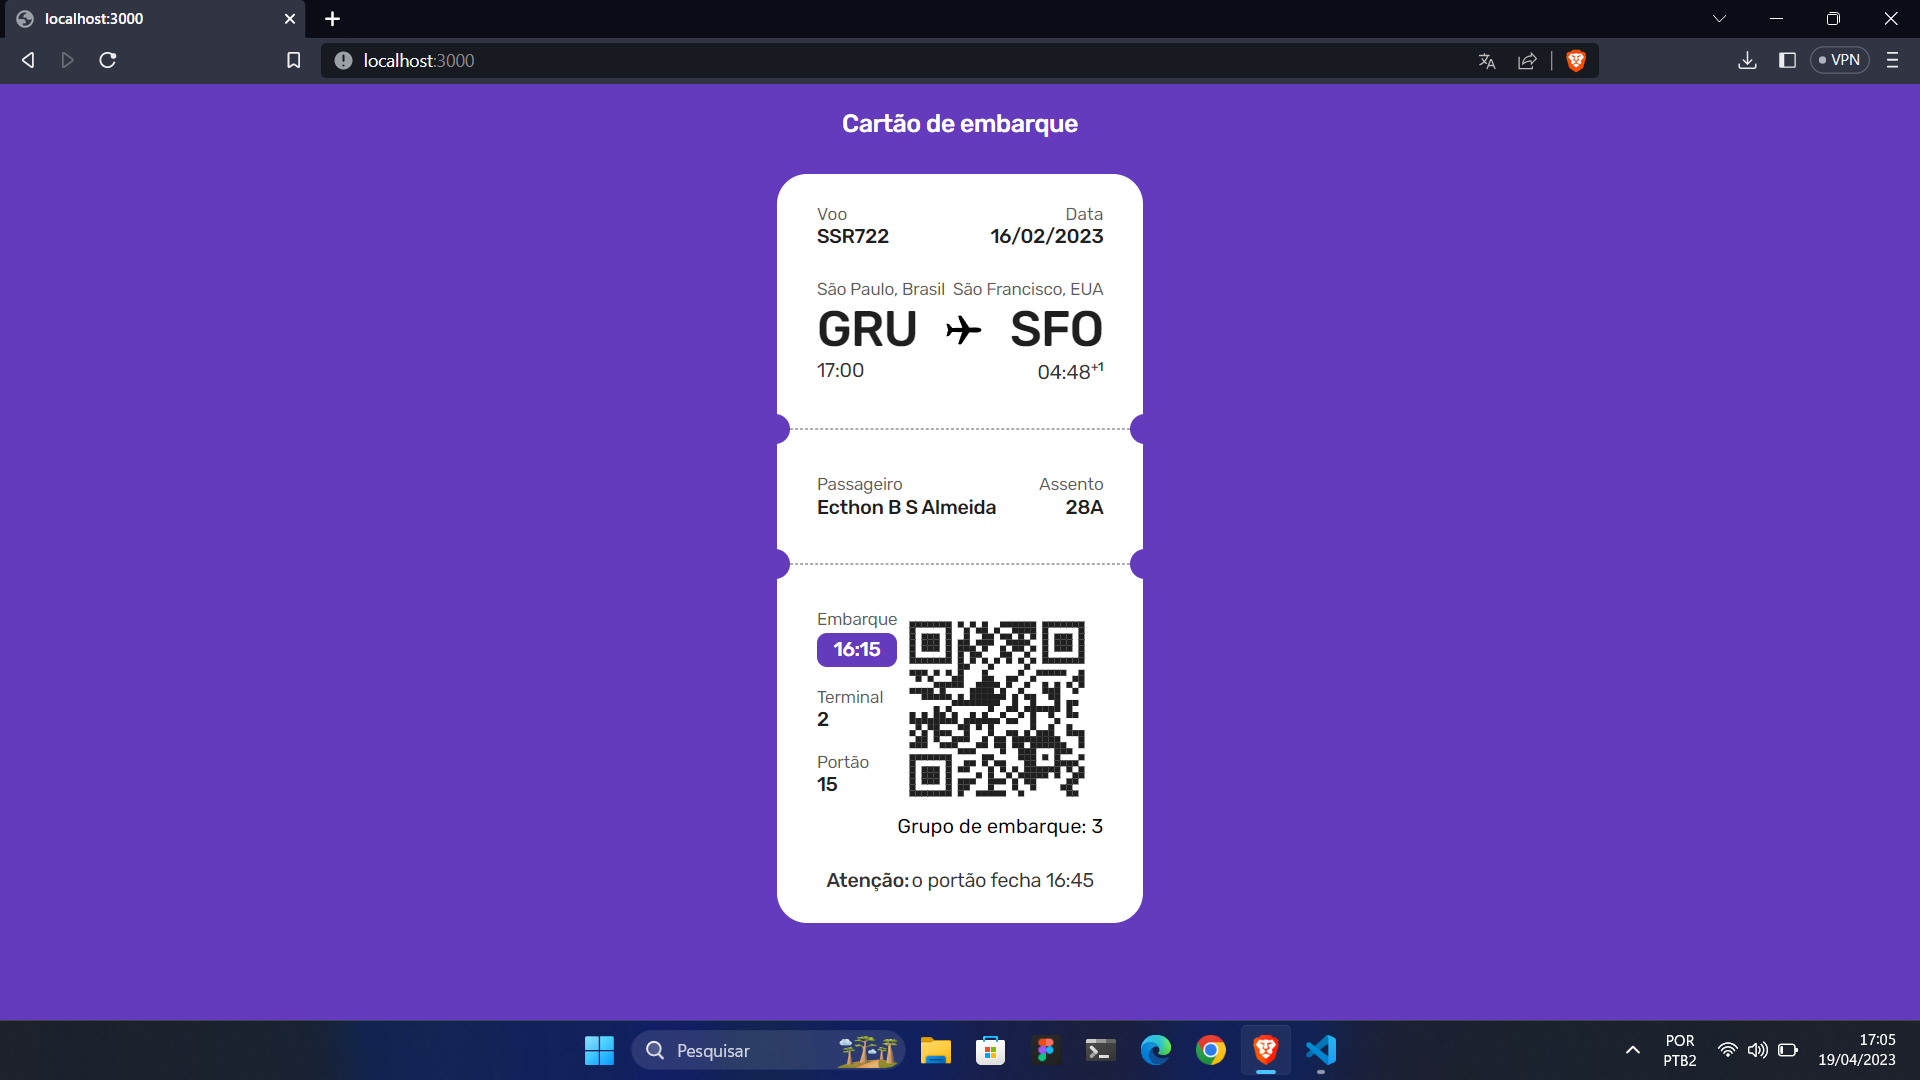 localhost:3000
localhost:3000
VPN
Cartão de embarque
Voo Data
SSR722 16/02/2023
São Paulo, Brasil São Francisco, EUA
GRU SFO
17:00 04:48+1
Passageiro Assento
Ecthon B S Almeida 28A
Embarque
16:15
Terminal
2
Portão
15
Grupo de embarque: 3
Atenção: o portão fecha 16:45
Pesquisar
POR
PTB2
17:05
19/04/2023